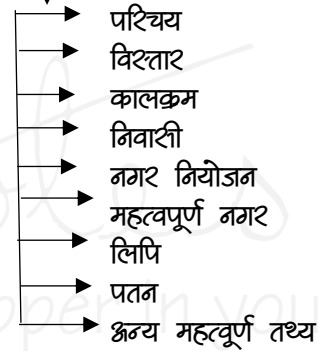 परिचय
विस्तार
कालक्रम
निवासी
नगर नियोजन
महत्वपूर्ण नगर
लिपि
पतन
अन्य महत्वूर्ण तथ्य